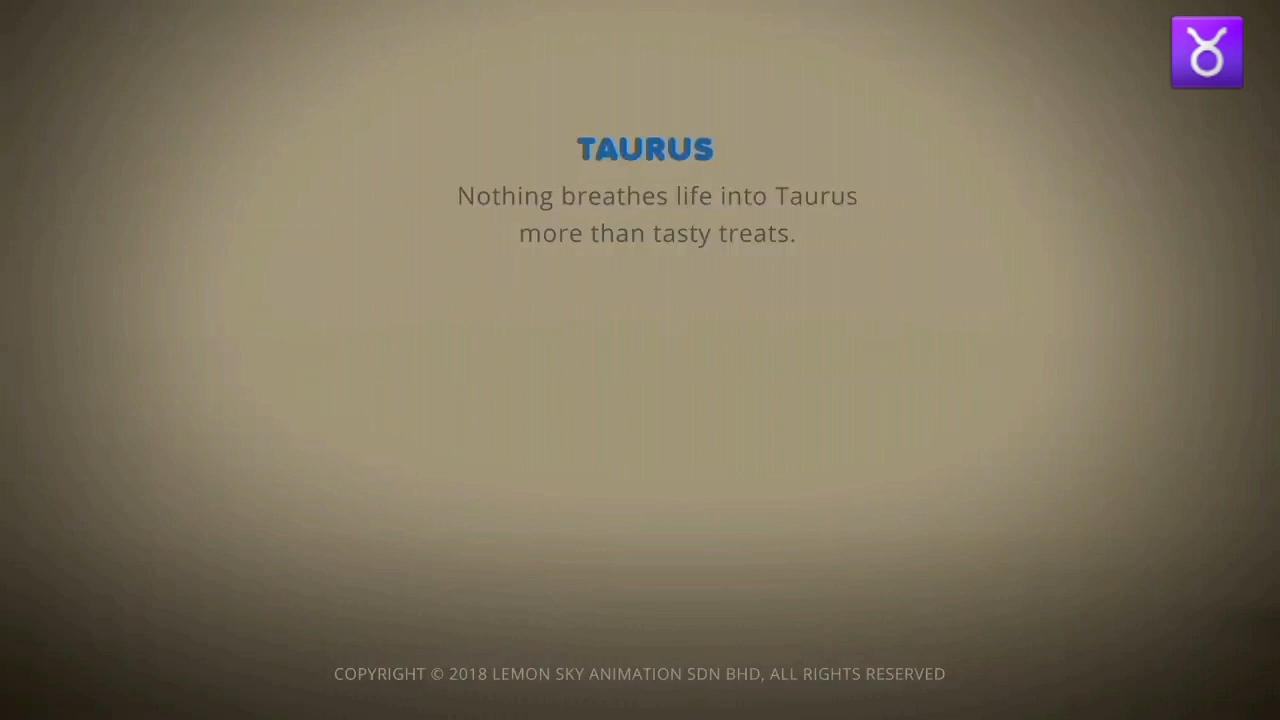 TAURUS
Nothing breathes life into Taurus
more than tasty treats.
COPYRIGHT © 2018 LEMON SKY ANIMATION SDN BHD, ALL RIGHTS RESERVED